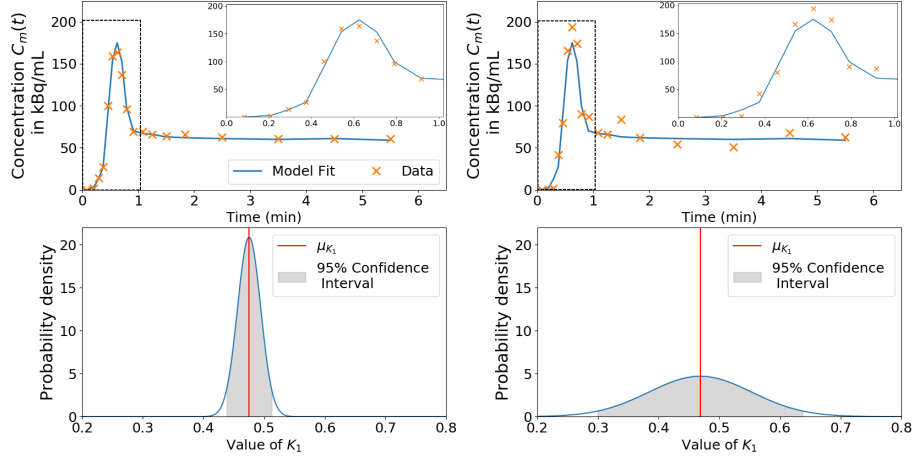 Concentration C_m(t)
in kBq/mL
200
150
100
50
0
200
150
100
50
0
0.0 0.2 0.4 0.6 0.8 1.0
Model Fit
Data
0 1 2 3 4 5 6
Time (min)
Concentration C_m(t)
in kBq/mL
200
150
100
50
0
200
150
100
50
0
0.0 0.2 0.4 0.6 0.8 1.0
0 1 2 3 4 5 6
Time (min)
Probability density
20
15
10
5
0
μ_{K_1}
95% Confidence
Interval
0.2 0.3 0.4 0.5 0.6 0.7 0.8
Value of K_1
Probability density
20
15
10
5
0
μ_{K_1}
95% Confidence
Interval
0.2 0.3 0.4 0.5 0.6 0.7 0.8
Value of K_1